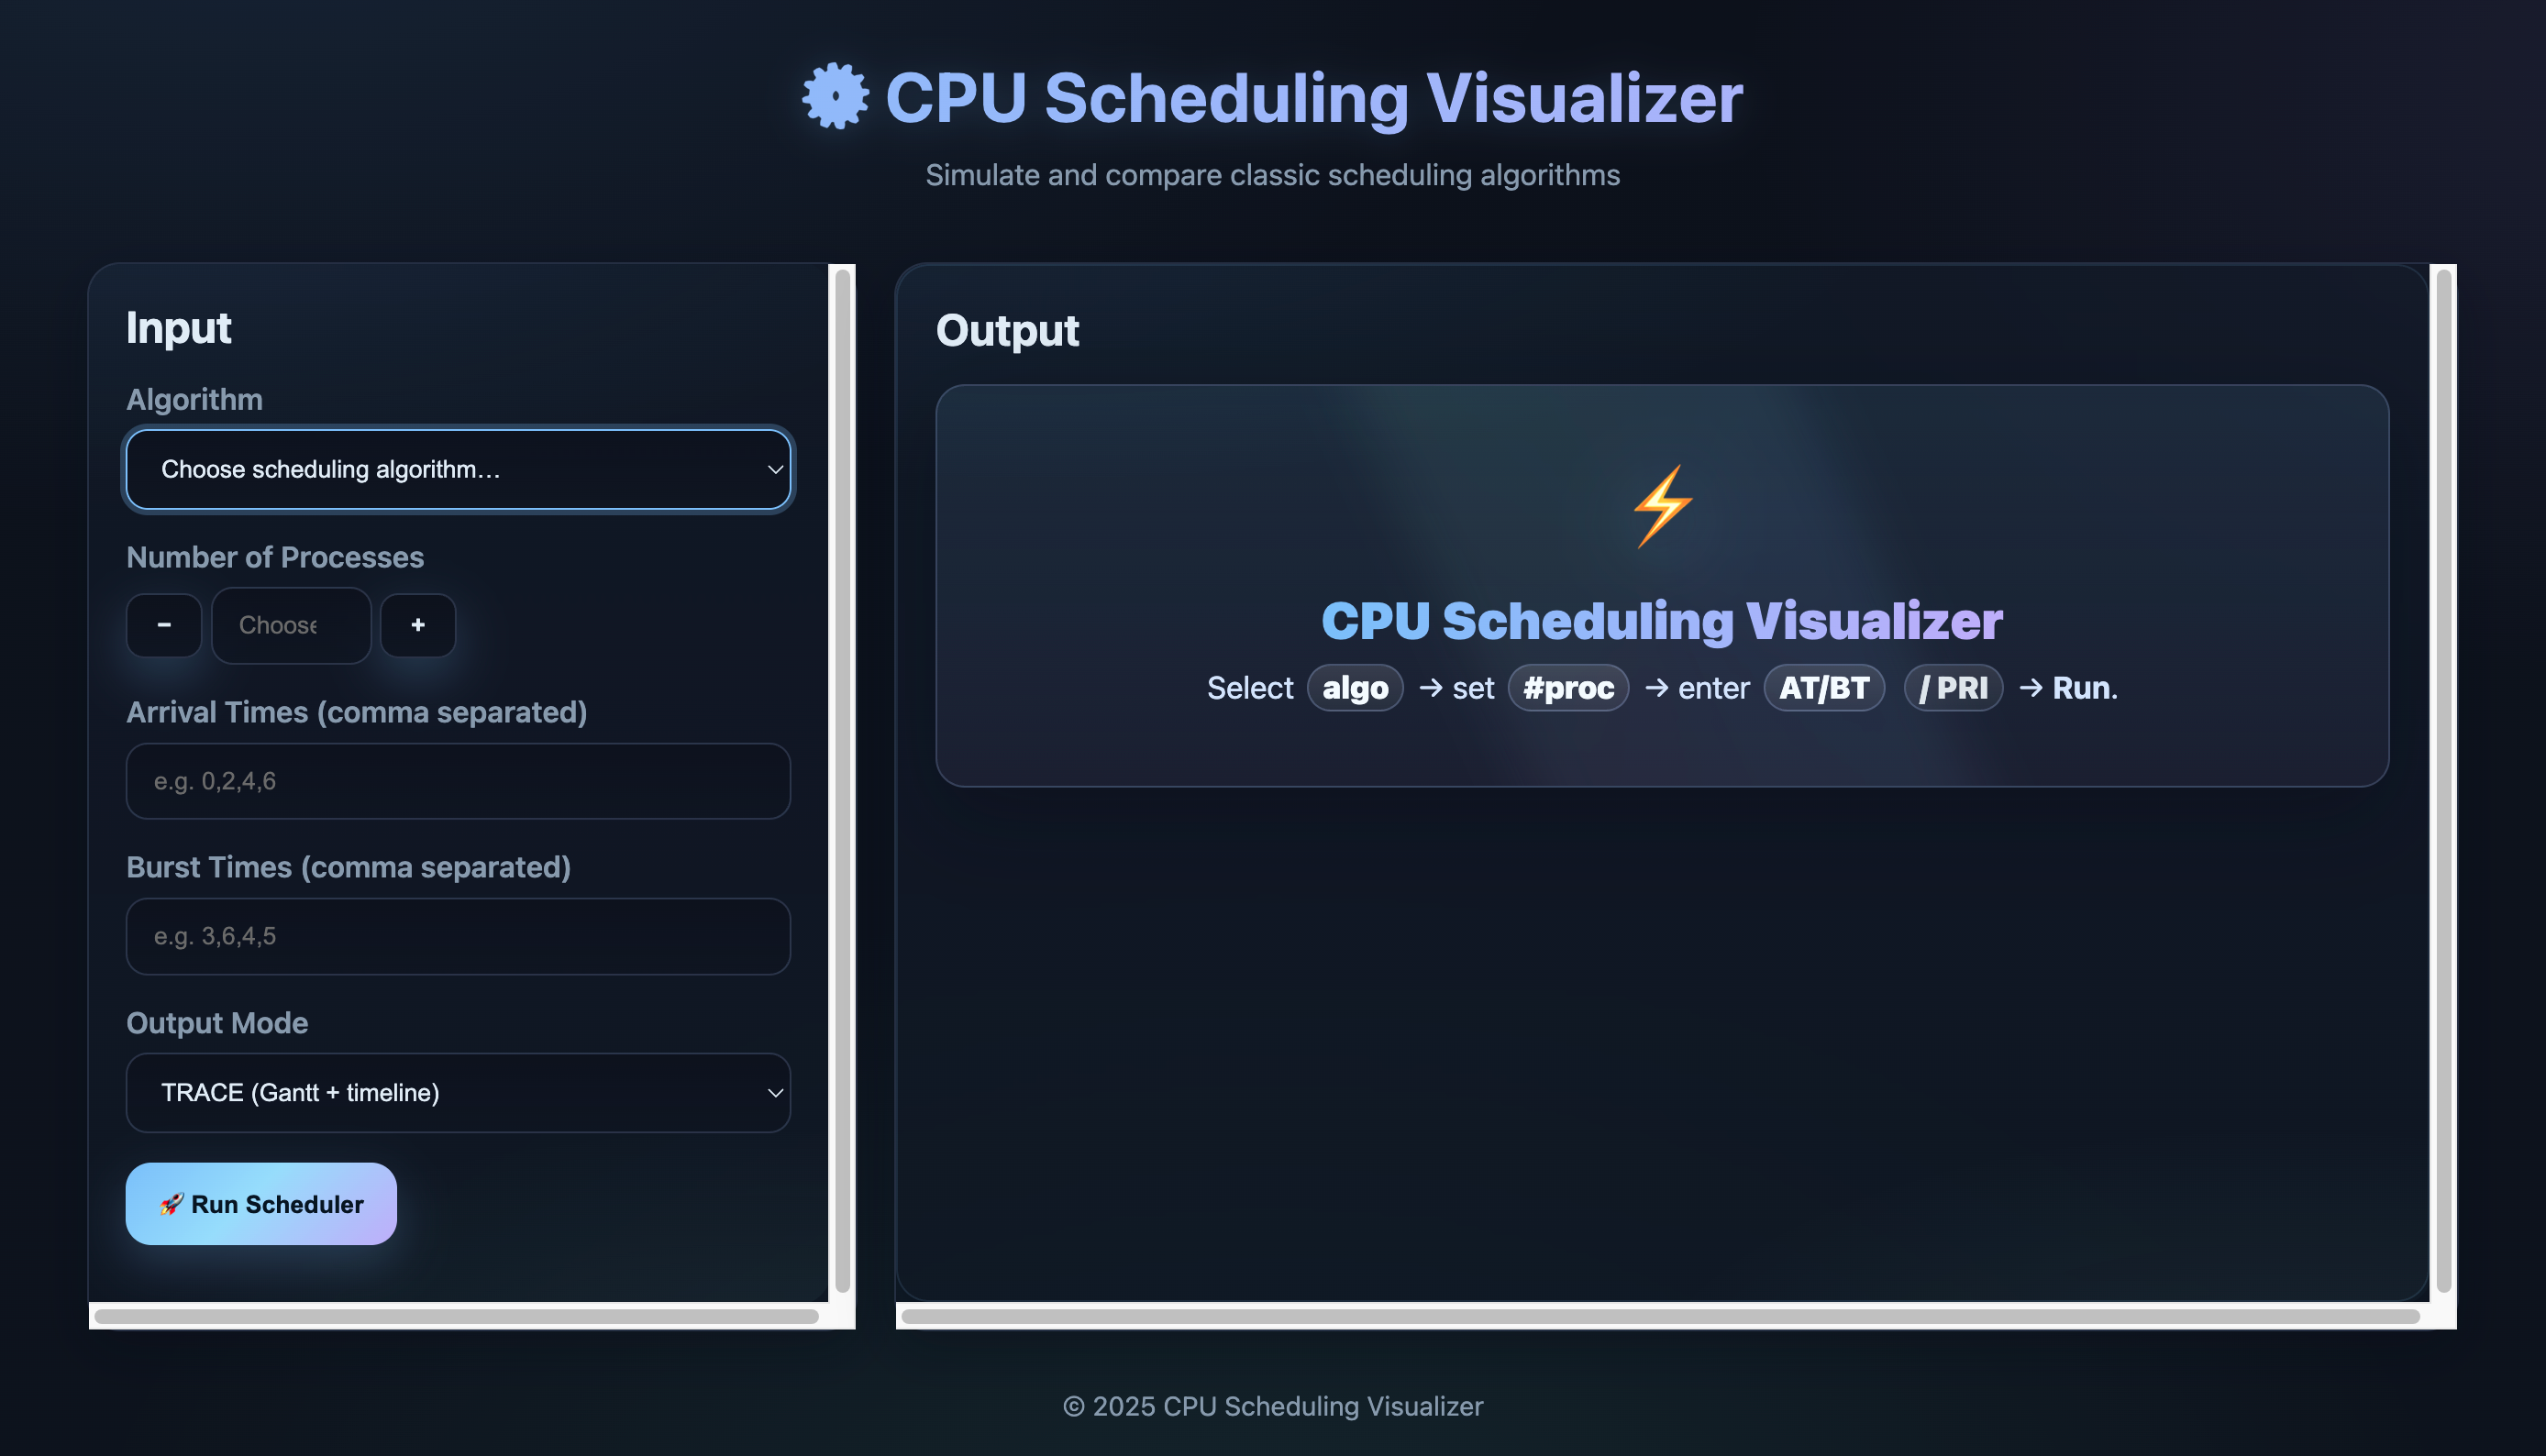 CPU Scheduling Visualizer
Simulate and compare classic scheduling algorithms
Input
Algorithm
Choose scheduling algorithm...
Number of Processes
− Choose +
Arrival Times (comma separated)
e.g. 0,2,4,6
Burst Times (comma separated)
e.g. 3,6,4,5
Output Mode
TRACE (Gantt + timeline)
🚀 Run Scheduler
Output
CPU Scheduling Visualizer
Select algo → set #proc → enter AT/BT / PRI → Run.
© 2025 CPU Scheduling Visualizer